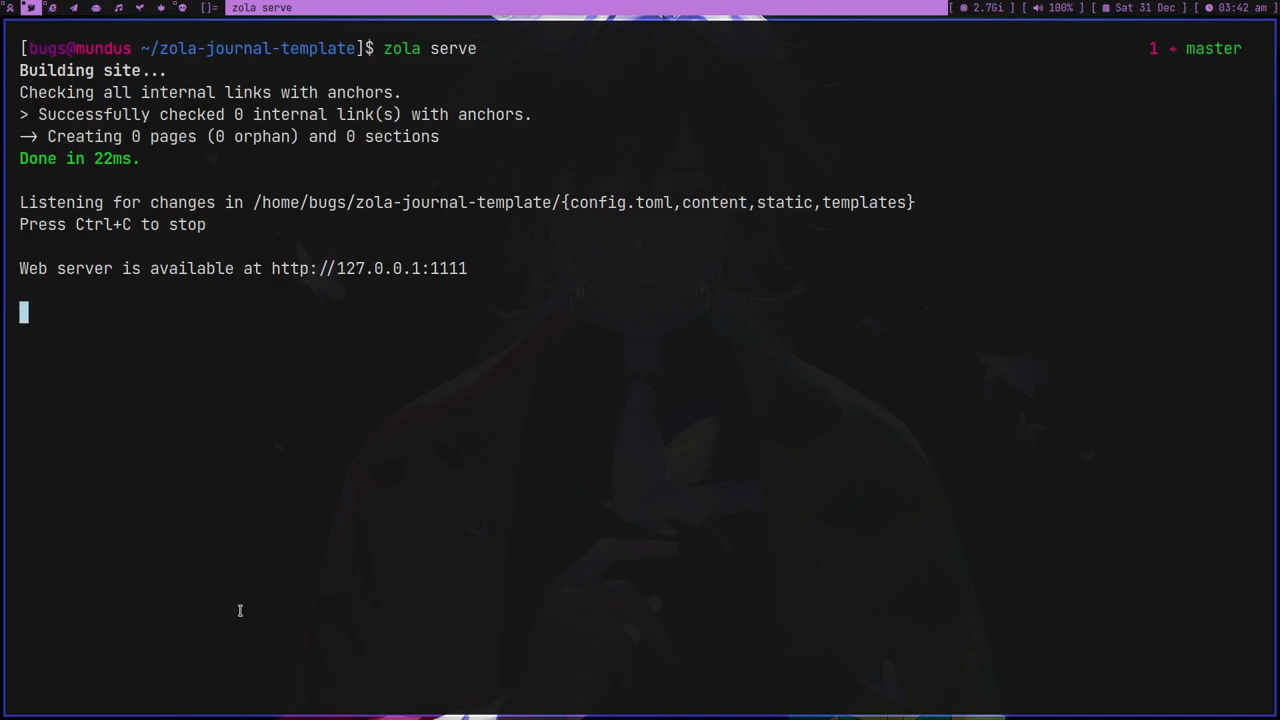 []= zola serve [ 2.7Gi ] [ 100% ] [ Sat 31 Dec ] [ 03:42 am ]
[bugs@mundus ~/zola-journal-template]$ zola serve 1 ← master
Building site...
Checking all internal links with anchors.
> Successfully checked 0 internal link(s) with anchors.
-> Creating 0 pages (0 orphan) and 0 sections
Done in 22ms.
Listening for changes in /home/bugs/zola-journal-template/{config.toml,content,static,templates}
Press Ctrl+C to stop
Web server is available at http://127.0.0.1:1111